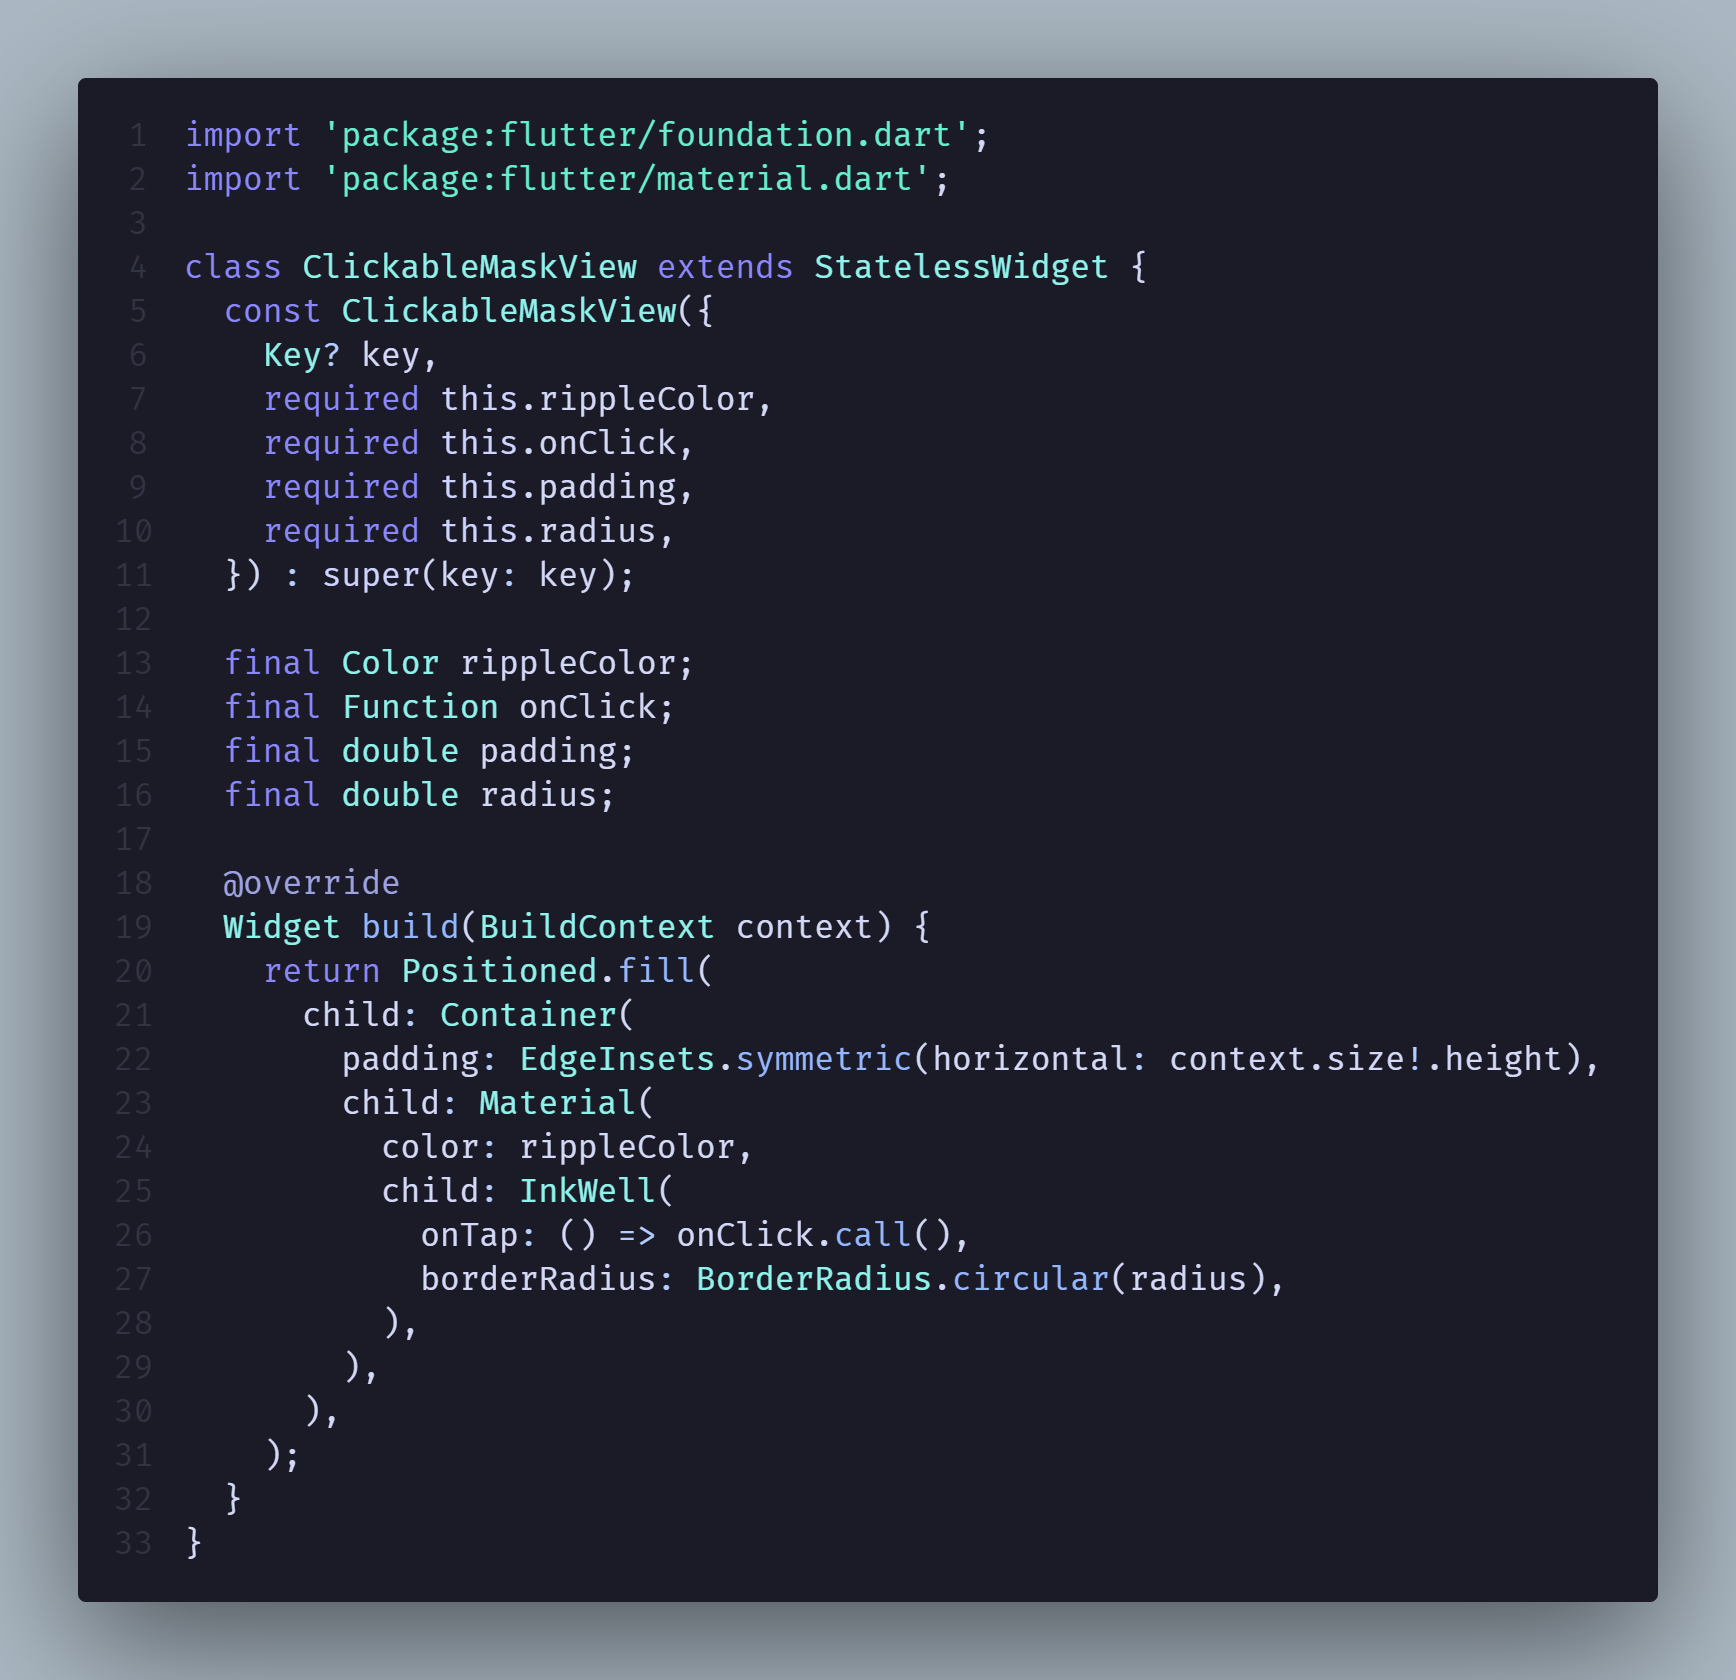 1 import 'package:flutter/foundation.dart';
2 import 'package:flutter/material.dart';
3
4 class ClickableMaskView extends StatelessWidget {
5   const ClickableMaskView({
6     Key? key,
7     required this.rippleColor,
8     required this.onClick,
9     required this.padding,
10     required this.radius,
11   }) : super(key: key);
12
13   final Color rippleColor;
14   final Function onClick;
15   final double padding;
16   final double radius;
17
18   @override
19   Widget build(BuildContext context) {
20     return Positioned.fill(
21       child: Container(
22         padding: EdgeInsets.symmetric(horizontal: context.size!.height),
23         child: Material(
24           color: rippleColor,
25           child: InkWell(
26             onTap: () => onClick.call(),
27             borderRadius: BorderRadius.circular(radius),
28           ),
29         ),
30       ),
31     );
32   }
33 }